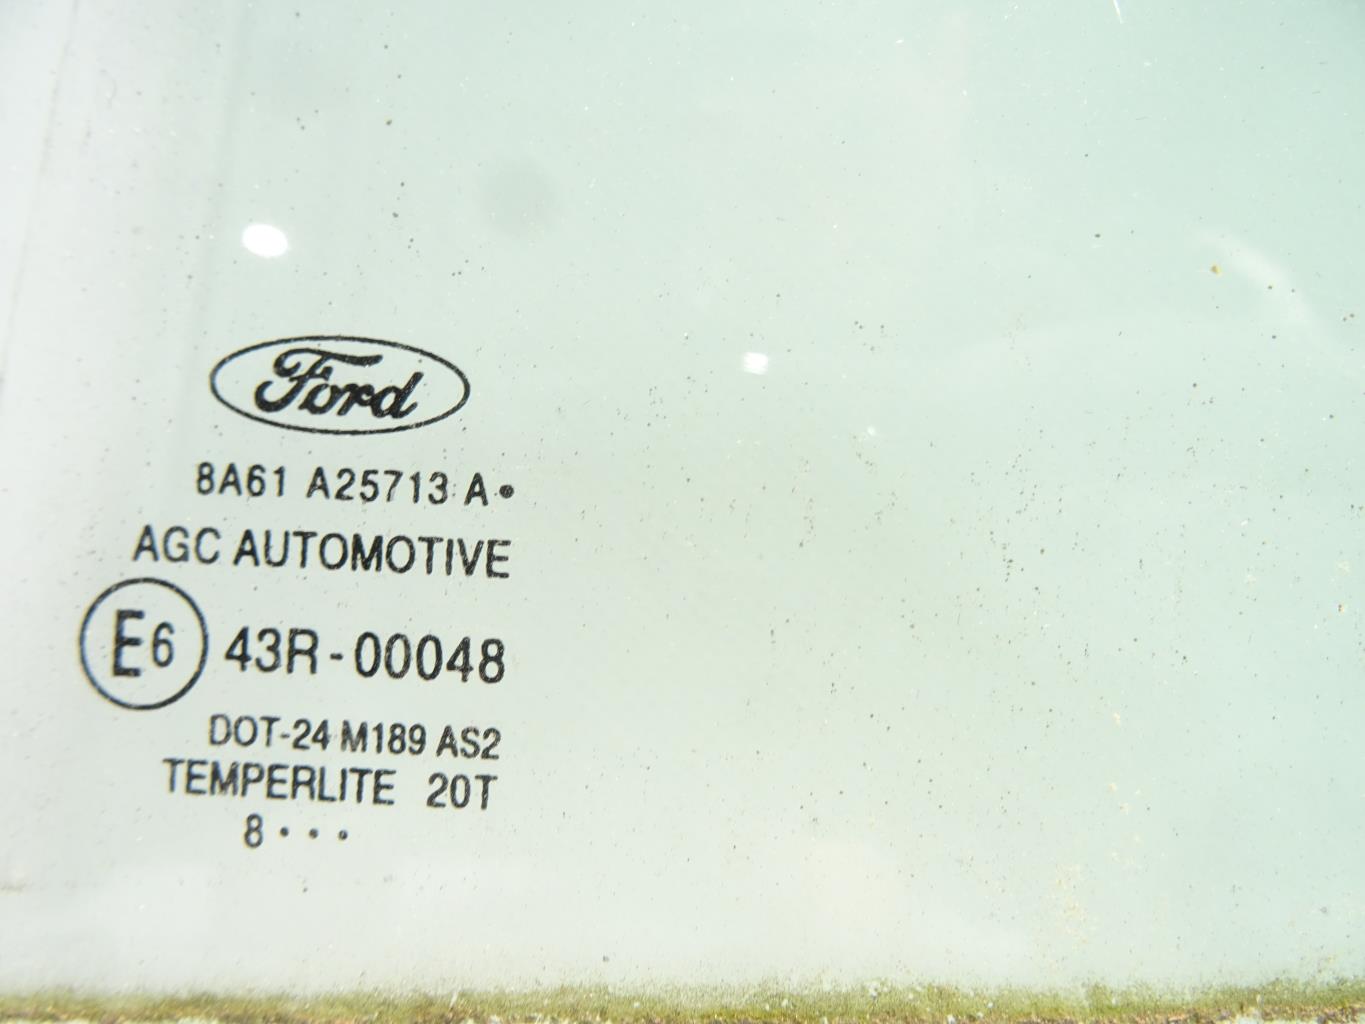 Ford
8A61 A25713 A•
AGC AUTOMOTIVE
E6 43R-00048
DOT-24 M189 AS2
TEMPERLITE 20T
8 • • •